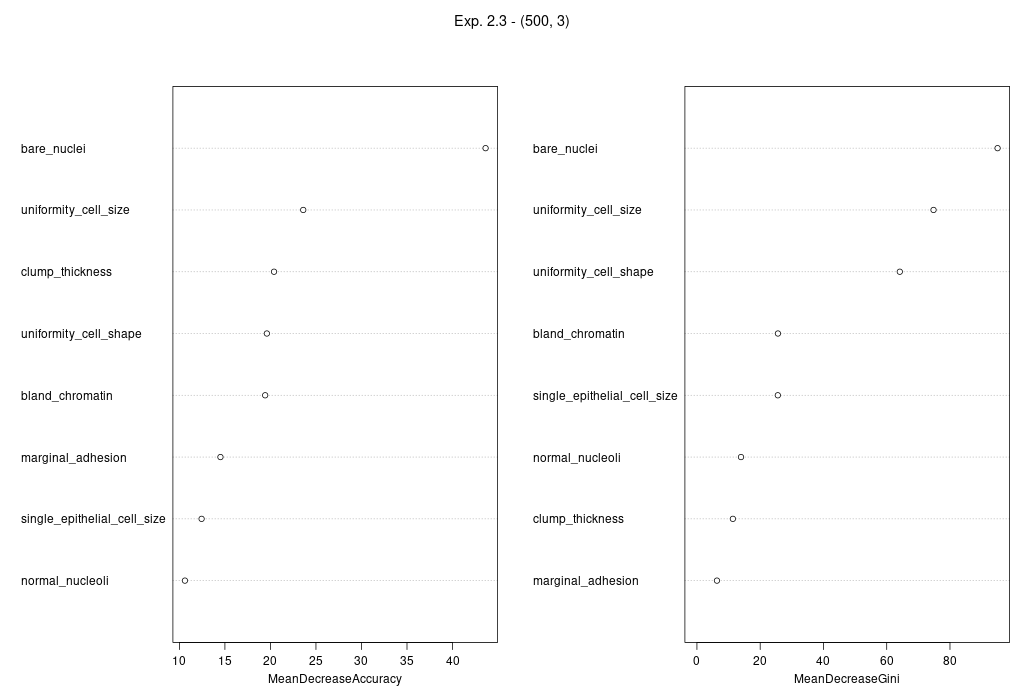 Exp. 2.3 - (500, 3)
bare_nuclei
uniformity_cell_size
clump_thickness
uniformity_cell_shape
bland_chromatin
marginal_adhesion
single_epithelial_cell_size
normal_nucleoli
10 15 20 25 30 35 40
MeanDecreaseAccuracy
bare_nuclei
uniformity_cell_size
uniformity_cell_shape
bland_chromatin
single_epithelial_cell_size
normal_nucleoli
clump_thickness
marginal_adhesion
0 20 40 60 80
MeanDecreaseGini